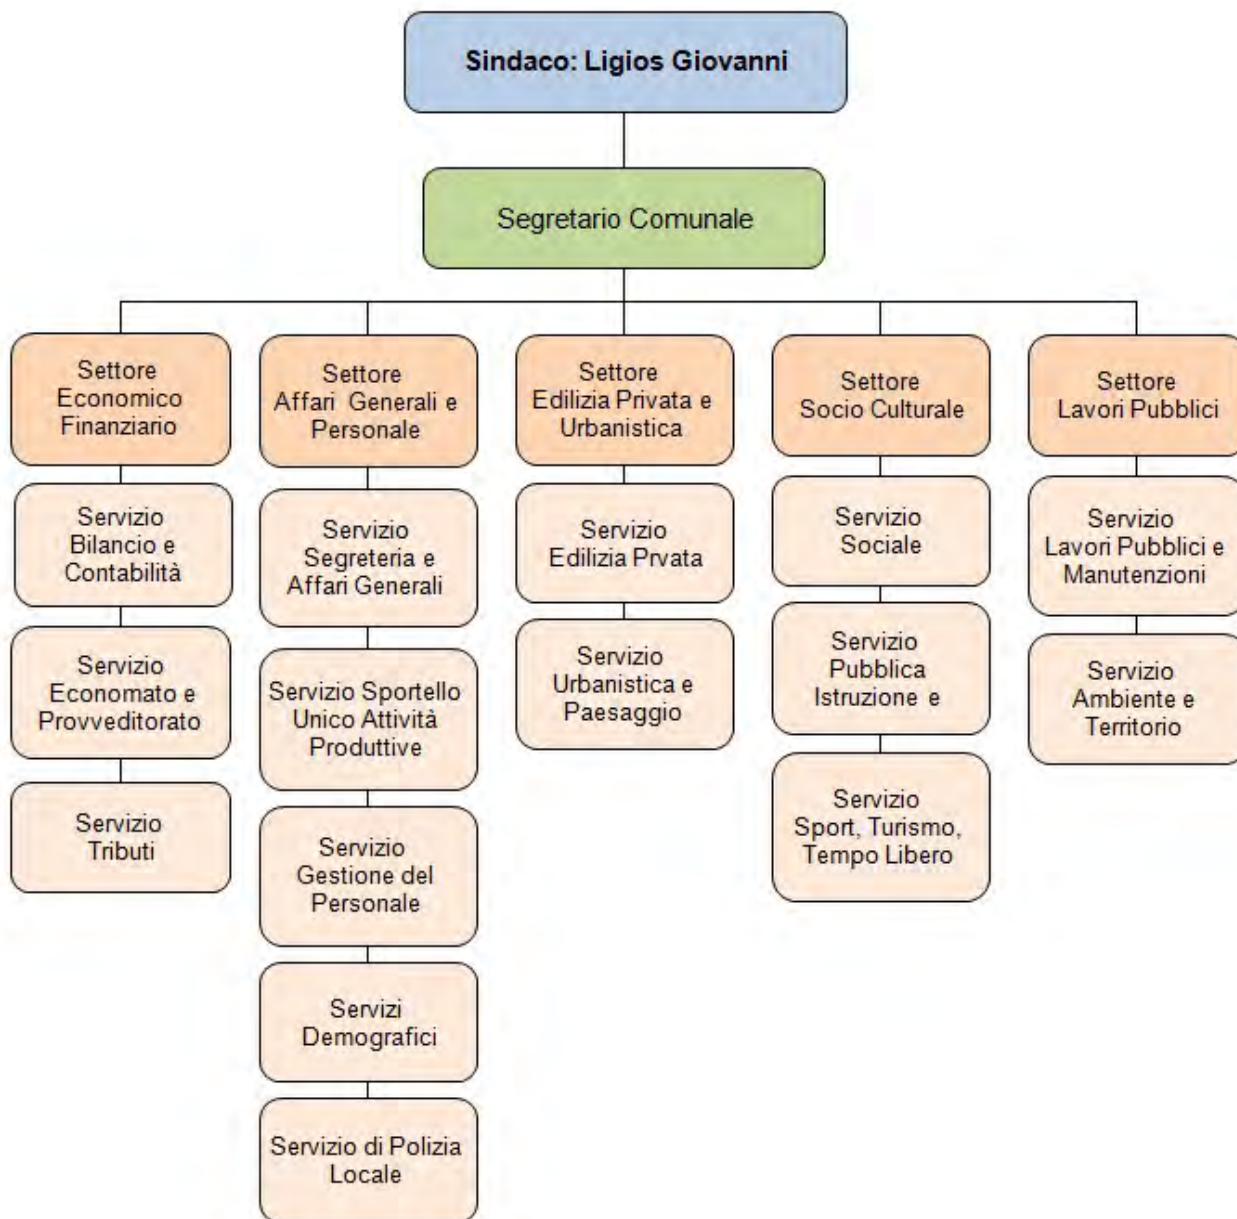 Sindaco: Ligios Giovanni
Segretario Comunale
Settore
Economico
Finanziario
Servizio
Bilancio e
Contabilità
Servizio
Economato e
Provveditorato
Servizio
Tributi
Settore
Affari Generali e
Personale
Servizio
Segreteria e
Affari Generali
Servizio Sportello
Unico Attività
Produttive
Servizio
Gestione del
Personale
Servizi
Demografici
Servizio di Polizia
Locale
Settore
Edilizia Privata e
Urbanistica
Servizio
Edilizia Prvata
Servizio
Urbanistica e
Paesaggio
Settore
Socio Culturale
Servizio
Sociale
Servizio
Pubblica
Istruzione e
Servizio
Sport, Turismo,
Tempo Libero
Settore
Lavori Pubblici
Servizio
Lavori Pubblici e
Manutenzioni
Servizio
Ambiente e
Territorio